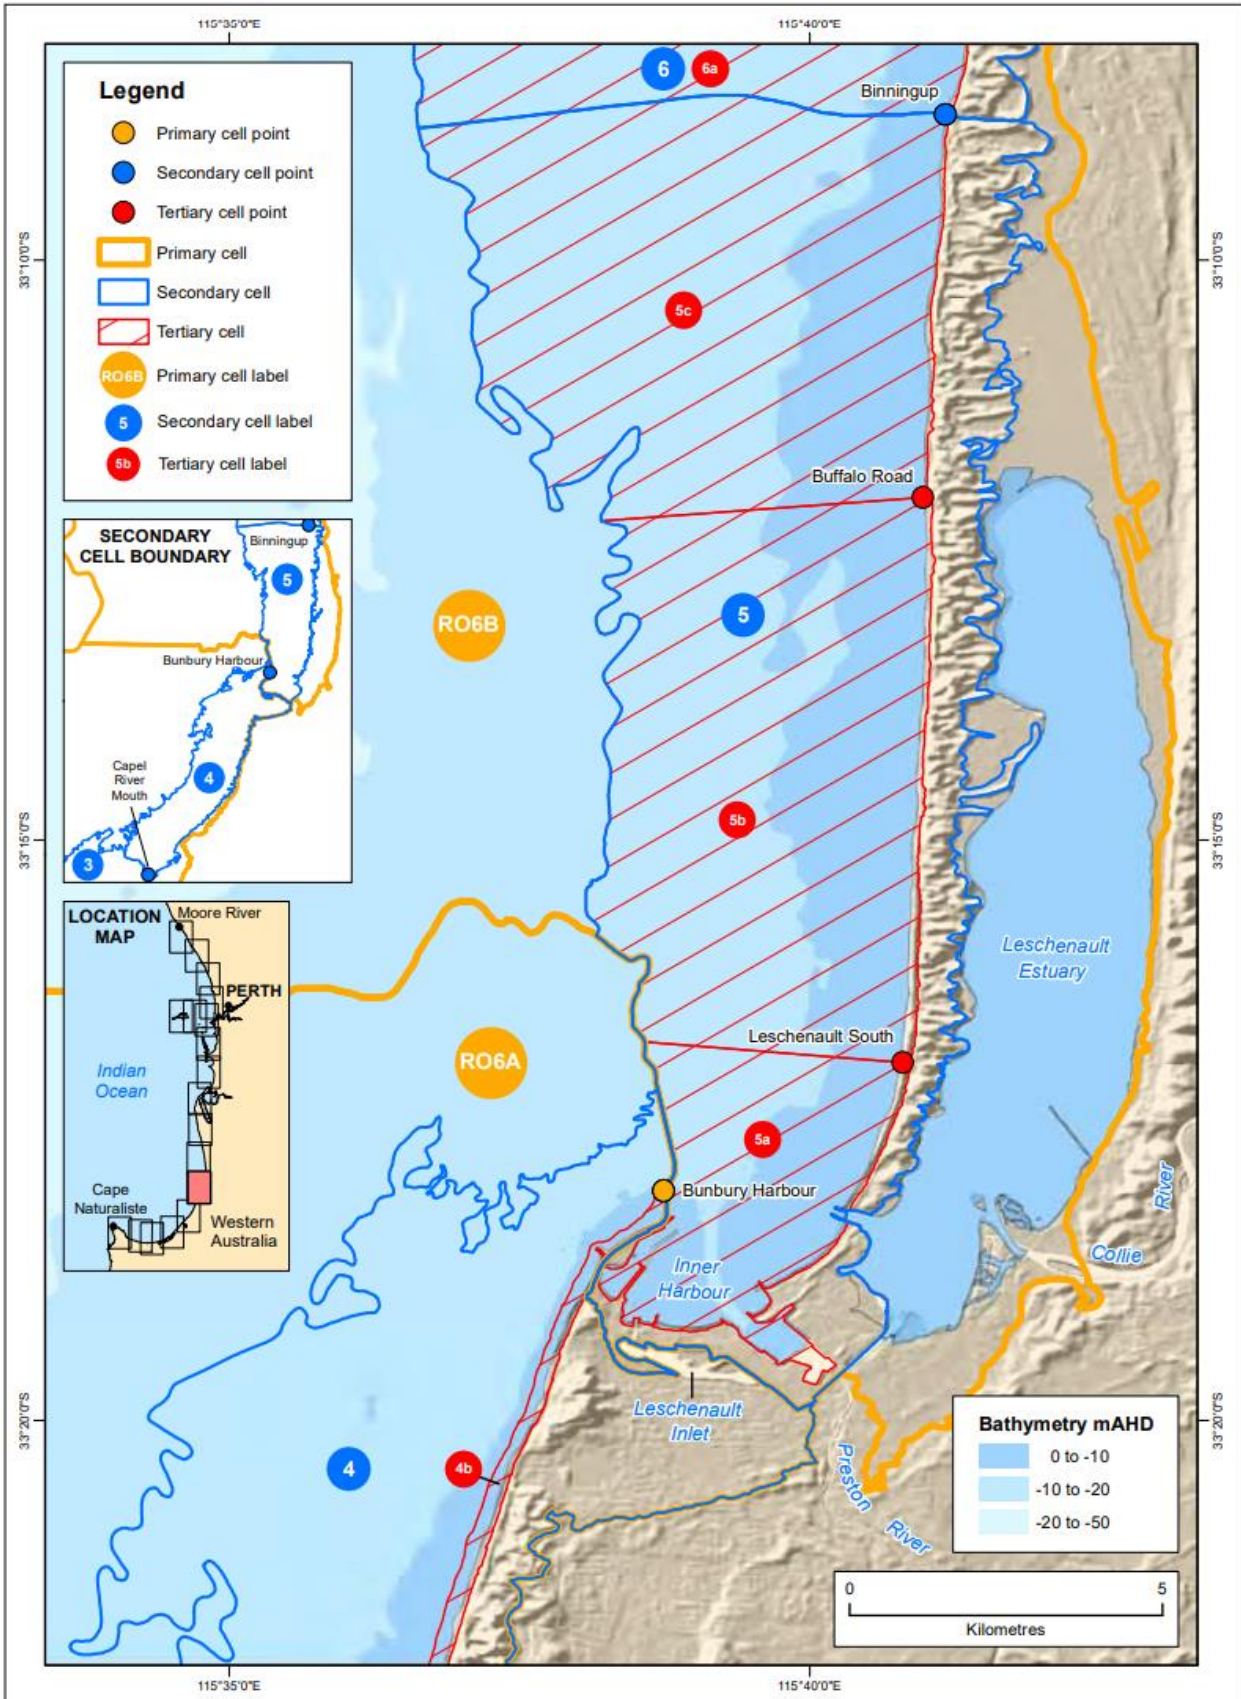 115°35'0"E
115°40'0"E
Legend
Primary cell point
Secondary cell point
Tertiary cell point
Primary cell
Secondary cell
Tertiary cell
RO6B Primary cell label
5 Secondary cell label
5b Tertiary cell label
6 6a
Binningup
33°10'0"S
33°10'0"S
5c
Buffalo Road
SECONDARY
CELL BOUNDARY
Binningup
5
Bunbury Harbour
4
Capel
River
Mouth
3
RO6B
5
5b
33°15'0"S
33°15'0"S
LOCATION
MAP
Moore River
PERTH
Indian
Ocean
Cape
Naturaliste
Western
Australia
Leschenault
Estuary
Leschenault South
RO6A
5a
Bunbury Harbour
Inner
Harbour
Collie
River
Leschenault
Inlet
33°20'0"S
33°20'0"S
4
4b
Preston
River
Bathymetry mAHD
0 to -10
-10 to -20
-20 to -50
0 5
Kilometres
115°35'0"E
115°40'0"E